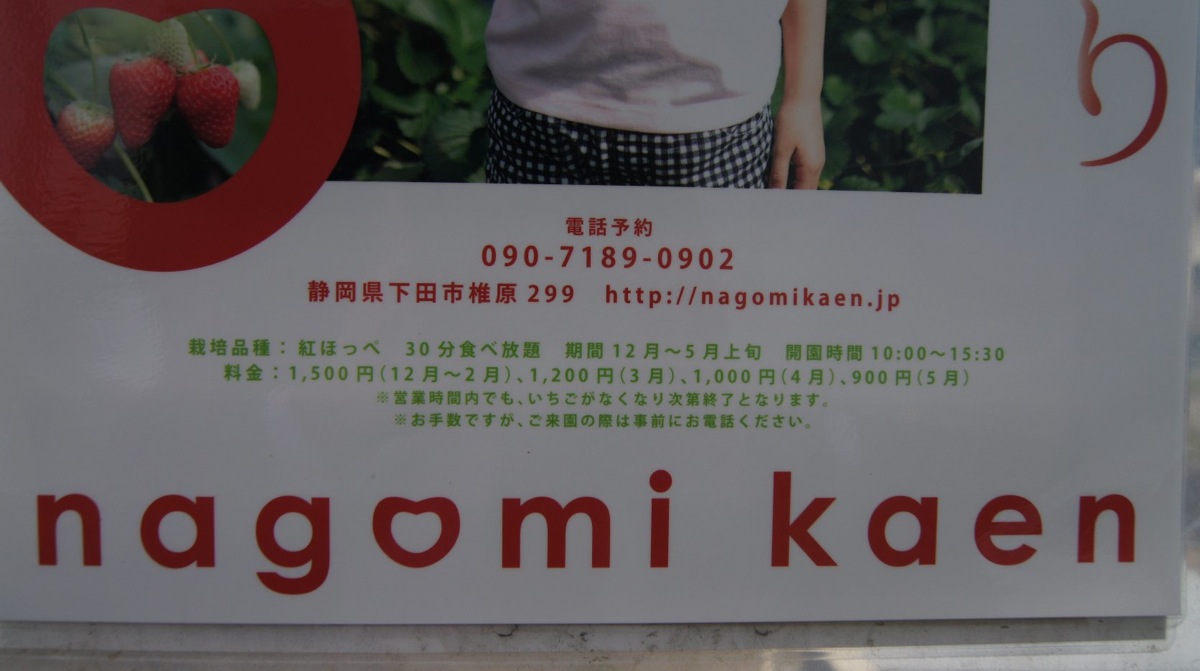 り
電話予約
090-7189-0902
静岡県下田市椎原299　http://nagomikaen.jp
栽培品種：紅ほっぺ　30分食べ放題　期間12月～5月上旬　開園時間10:00～15:30
料金：1,500円（12月～2月）、1,200円（3月）、1,000円（4月）、900円（5月）
※営業時間内でも、いちごがなくなり次第終了となります。
※お手数ですが、ご来園の際は事前にお電話ください。
nagomi kaen